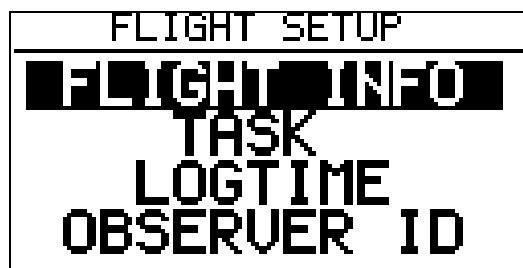 FLIGHT SETUP
FLIGHT INFO
TASK
LOGTIME
OBSERVER ID